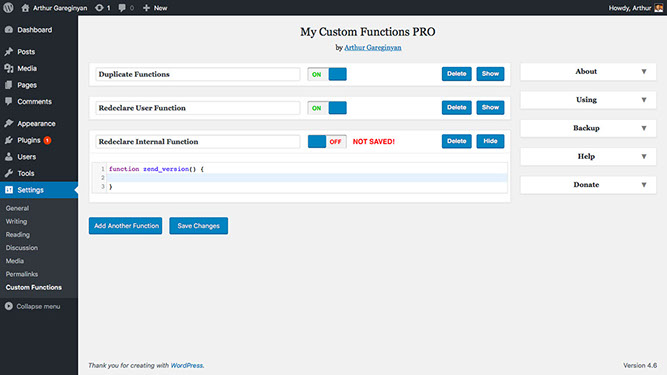 Arthur Gareginyan 1 0 + New Howdy, Arthur
Dashboard
Posts
Media
Pages
Comments
Appearance
Plugins 1
Users
Tools
Settings
General
Writing
Reading
Discussion
Media
Permalinks
Custom Functions
Collapse menu
My Custom Functions PRO
by Arthur Gareginyan
Duplicate Functions ON Delete Show
Redeclare User Function ON Delete Show
Redeclare Internal Function OFF NOT SAVED! Delete Hide
1 function zend_version() {
2
3 }
Add Another Function Save Changes
About
Using
Backup
Help
Donate
Thank you for creating with WordPress. Version 4.6